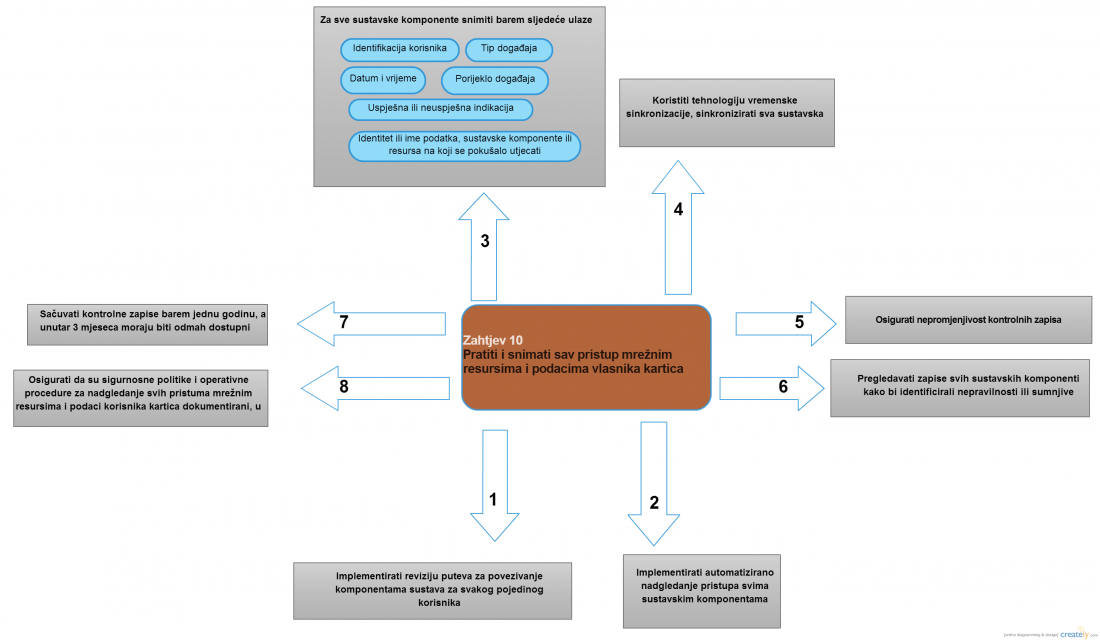 Za sve sustavske komponente snimiti barem sljedeće ulaze
Identifikacija korisnika
Tip događaja
Datum i vrijeme
Porijeklo događaja
Uspješna ili neuspješna indikacija
Identitet ili ime podatka, sustavske komponente ili
resursa na koji se pokušalo utjecati
Koristiti tehnologiju vremenske
sinkronizacije, sinkronizirati sva sustavska
3
4
Sačuvati kontrolne zapise barem jednu godinu, a
unutar 3 mjeseca moraju biti odmah dostupni
7
Zahtjev 10
Pratiti i snimati sav pristup mrežnim
resursima i podacima vlasnika kartica
5
Osigurati nepromjenjivost kontrolnih zapisa
Osigurati da su sigurnosne politike i operativne
procedure za nadgledanje svih pristuma mrežnim
resursima i podaci korisnika kartica dokumentirani, u
8
6
Pregledavati zapise svih sustavskih komponenti
kako bi identificirali nepravilnosti ili sumnjive
1
2
Implementirati reviziju puteva za povezivanje
komponentama sustava za svakog pojedinog
korisnika
Implementirati automatizirano
nadgledanje pristupa svima
sustavskim komponentama
[online diagramming & design] creately.com